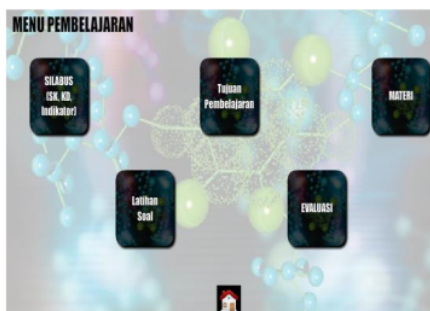 MENU PEMBELAJARAN
SILABUS
(SK, KD,
Indikator)
Tujuan
Pembelajaran
MATERI
Latihan
Soal
EVALUASI